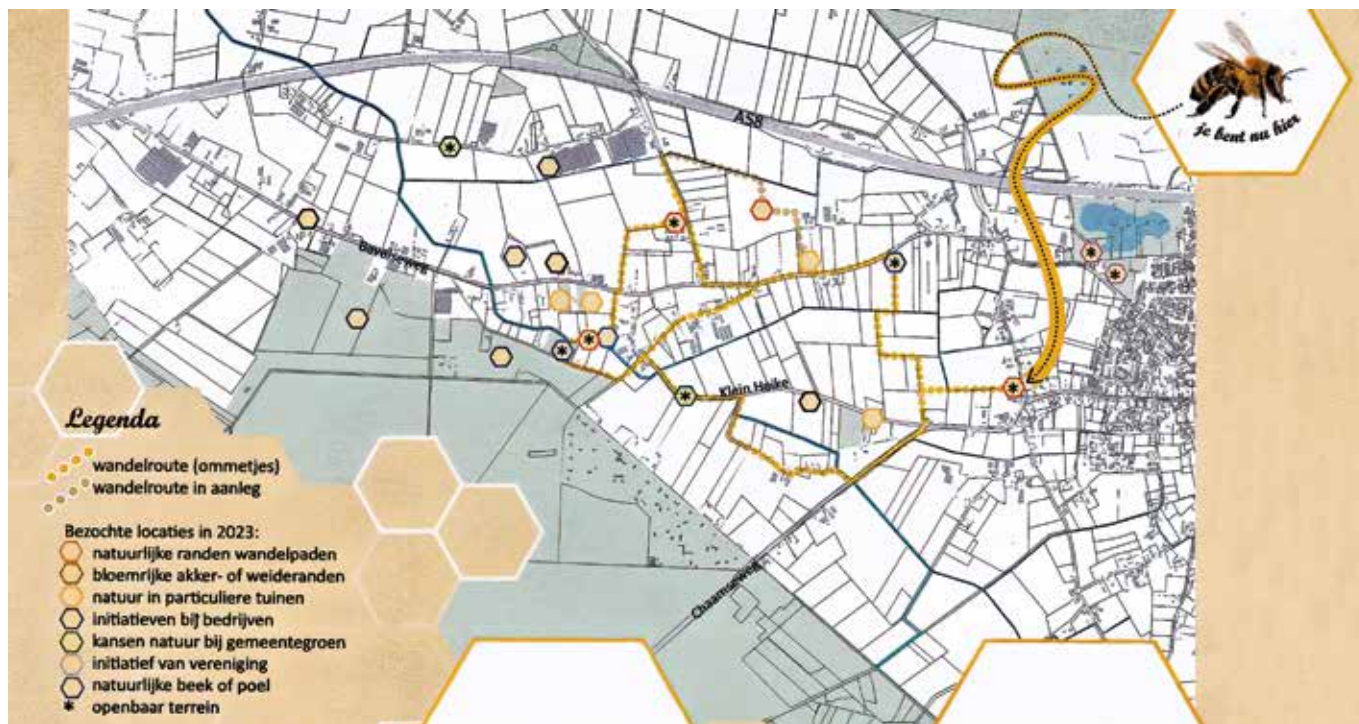 A58
je bent nu hier
Bavelseweg
Klein Heike
Chaamseweg
Legenda
wandelroute (ommetjes)
wandelroute in aanleg
Bezochte locaties in 2023:
natuurlijke randen wandelpaden
bloemrijke akker- of weideranden
natuur in particuliere tuinen
initiatieven bij bedrijven
kansen natuur bij gemeentegroen
initiatief van vereniging
natuurlijke beek of poel
* openbaar terrein